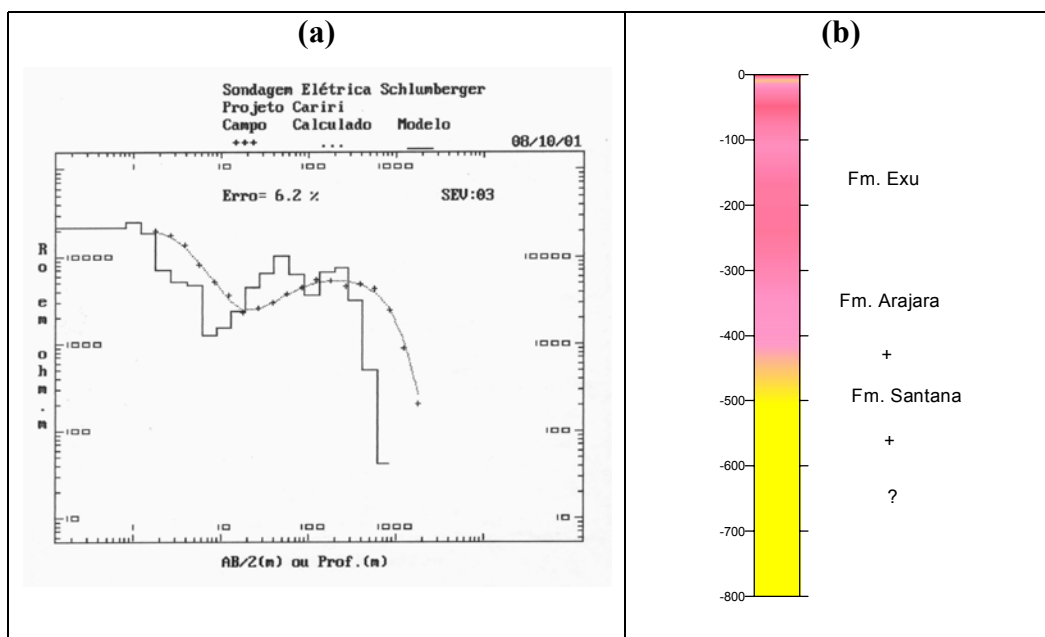 (a)
Sondagem Elétrica Schlumberger
Projeto Cariri
Campo Calculado Modelo
+++ ... ___ 08/10/01
10 100 1000
Erro= 6.2 % SEV:03
10000 10000
1000 1000
100 100
10 10
1 10 100 1000
Ro em ohm.m
AB/2(m) ou Prof.(m)
(b)
0
-100
-200
-300
-400
-500
-600
-700
-800
Fm. Exu
Fm. Arajara
+
Fm. Santana
+
?